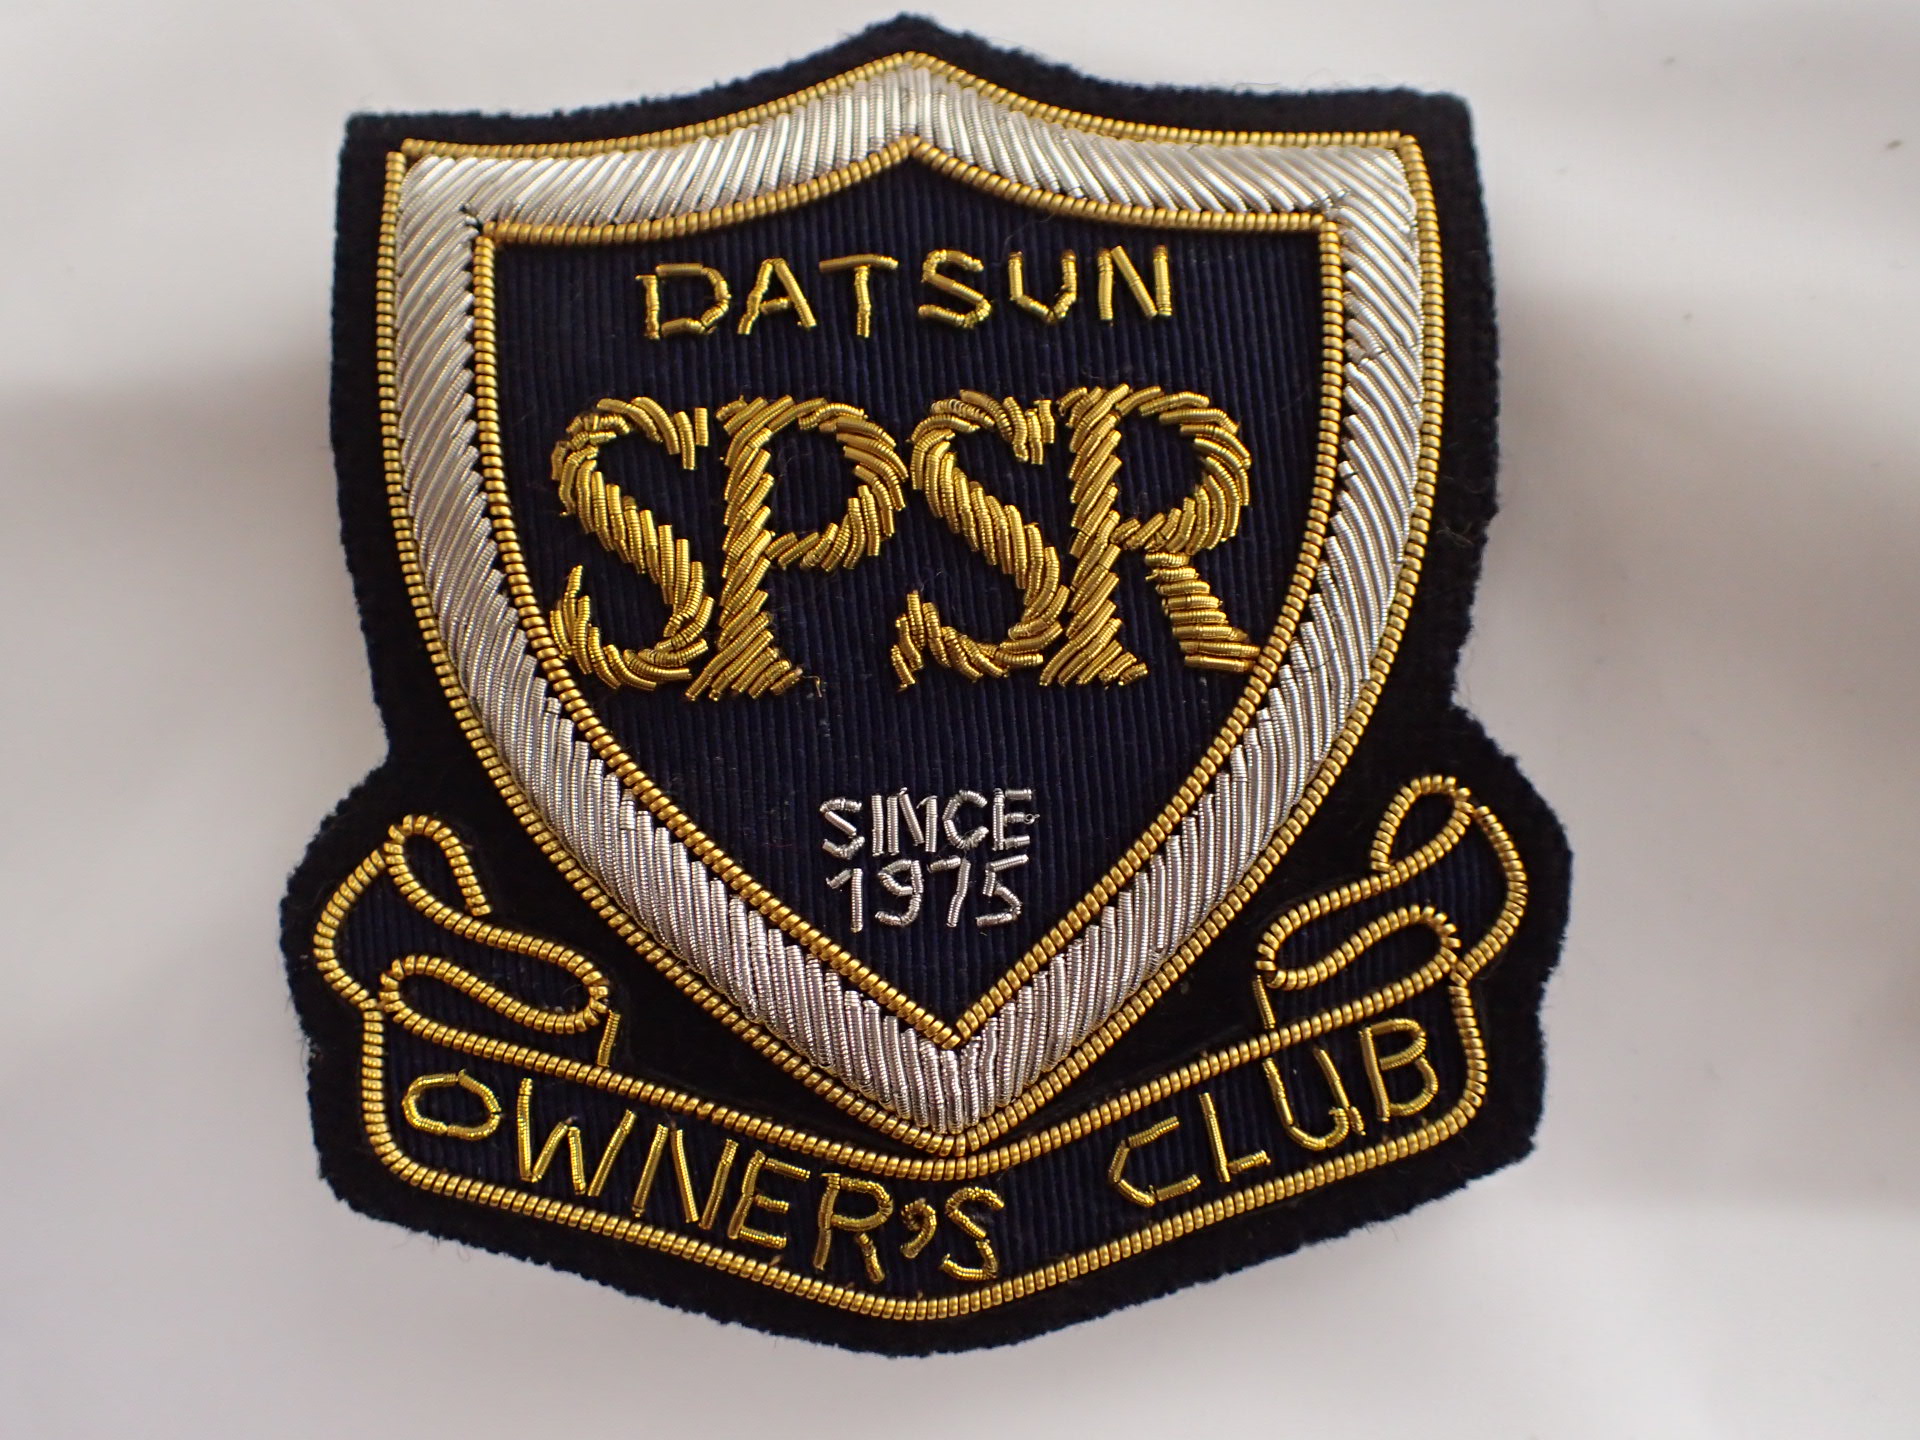 DATSUN
SPSR
SINCE
1975
OWNER'S CLUB